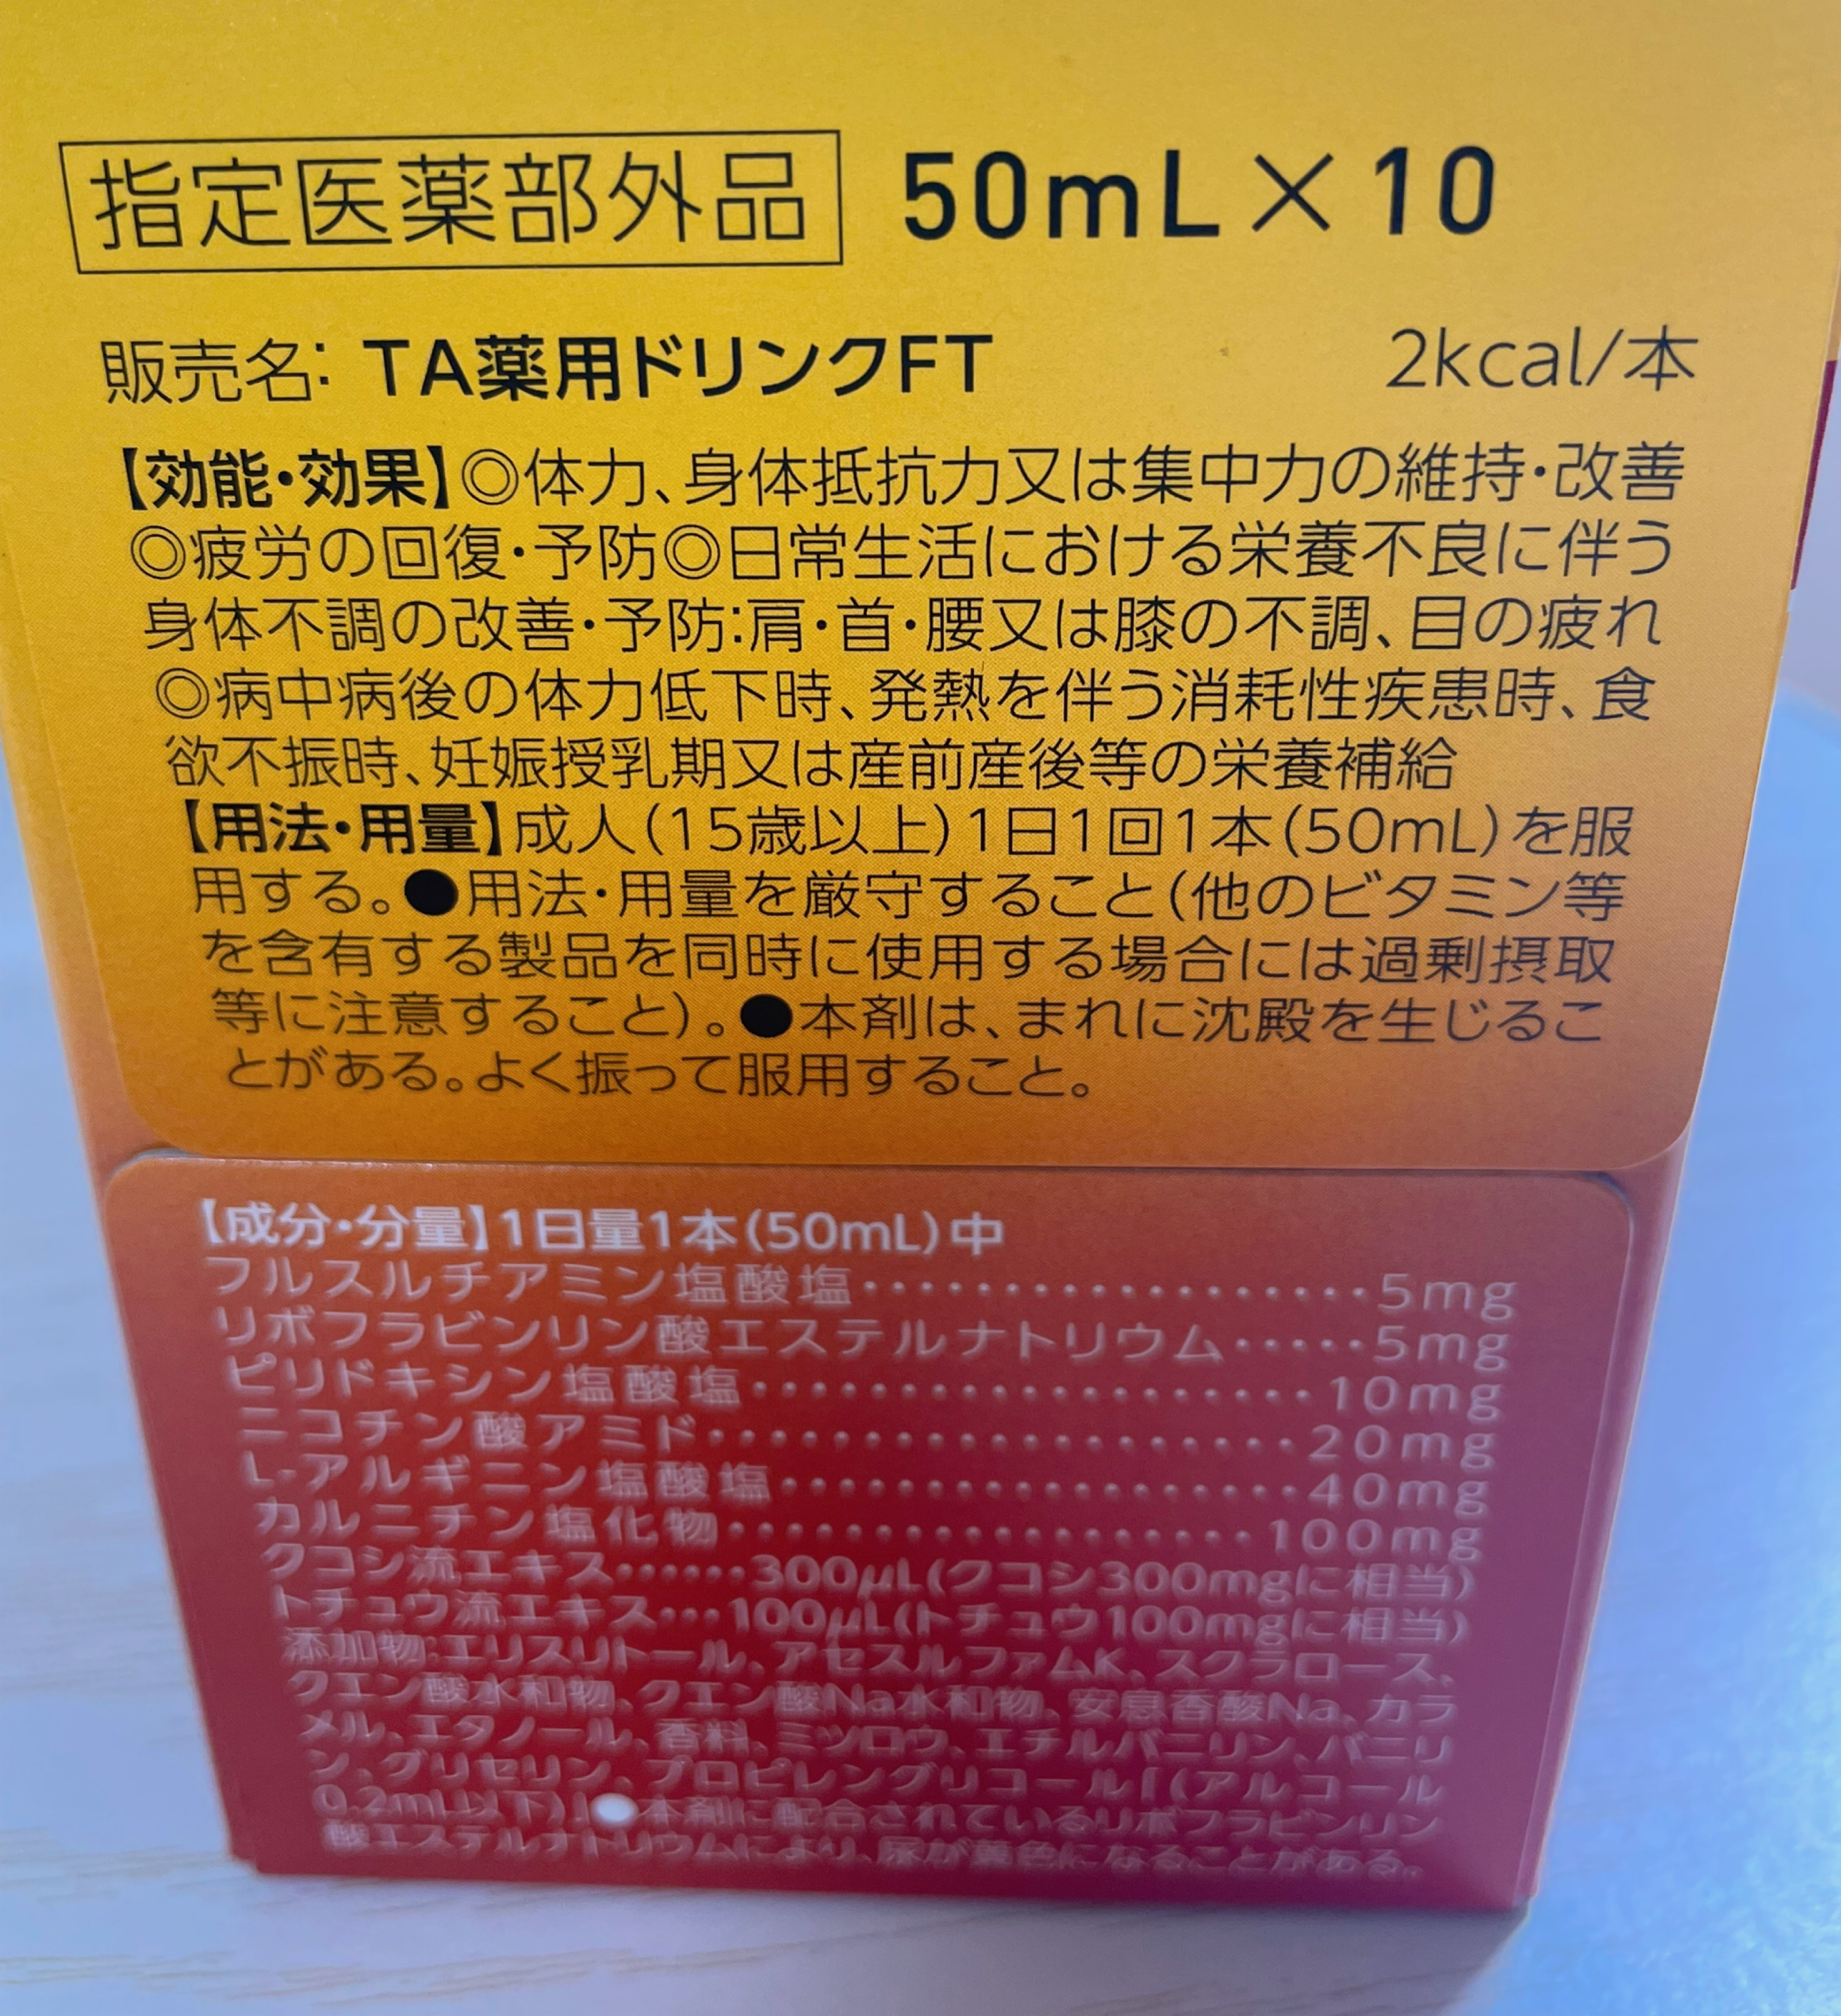 指定医薬部外品 50mL×10
販売名: TA薬用ドリンクFT 2kcal/本
【効能・効果】◎体力、身体抵抗力又は集中力の維持・改善
◎疲労の回復・予防◎日常生活における栄養不良に伴う
身体不調の改善・予防:肩・首・腰又は膝の不調、目の疲れ
◎病中病後の体力低下時、発熱を伴う消耗性疾患時、食
欲不振時、妊娠授乳期又は産前産後等の栄養補給
【用法・用量】成人(15歳以上)1日1回1本(50mL)を服
用する。●用法・用量を厳守すること(他のビタミン等
を含有する製品を同時に使用する場合には過剰摂取
等に注意すること)。●本剤は、まれに沈殿を生じるこ
とがある。よく振って服用すること。
【成分・分量】1日量1本(50mL)中
フルスルチアミン塩酸塩・・・・・・・・・・・・・・・・・・5mg
リボフラビンリン酸エステルナトリウム・・・・・5mg
ピリドキシン塩酸塩・・・・・・・・・・・・・・・・・・・10mg
ニコチン酸アミド・・・・・・・・・・・・・・・・・・・・20mg
L-アルギニン塩酸塩・・・・・・・・・・・・・・・・・・40mg
カルニチン塩化物・・・・・・・・・・・・・・・・・・100mg
クコシ流エキス……300μL(クコシ300mgに相当)
トチュウ流エキス…100μL(トチュウ100mgに相当)
添加物:エリスリトール、アセスルファムK、スクラロース、
クエン酸水和物、クエン酸Na水和物、安息香酸Na、カラ
メル、エタノール、香料、ミツロウ、エチルバニリン、バニリ
ン、グリセリン、プロピレングリコール「(アルコール
0.2mL以下)」●本剤に配合されているリボフラビンリン
酸エステルナトリウムにより、尿が黄色になることがある。